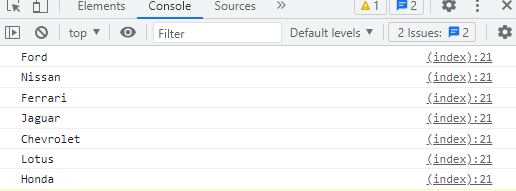 Elements Console Sources » 1 2
top ▼ Filter Default levels ▼ 2 Issues: 2
Ford (index):21
Nissan (index):21
Ferrari (index):21
Jaguar (index):21
Chevrolet (index):21
Lotus (index):21
Honda (index):21